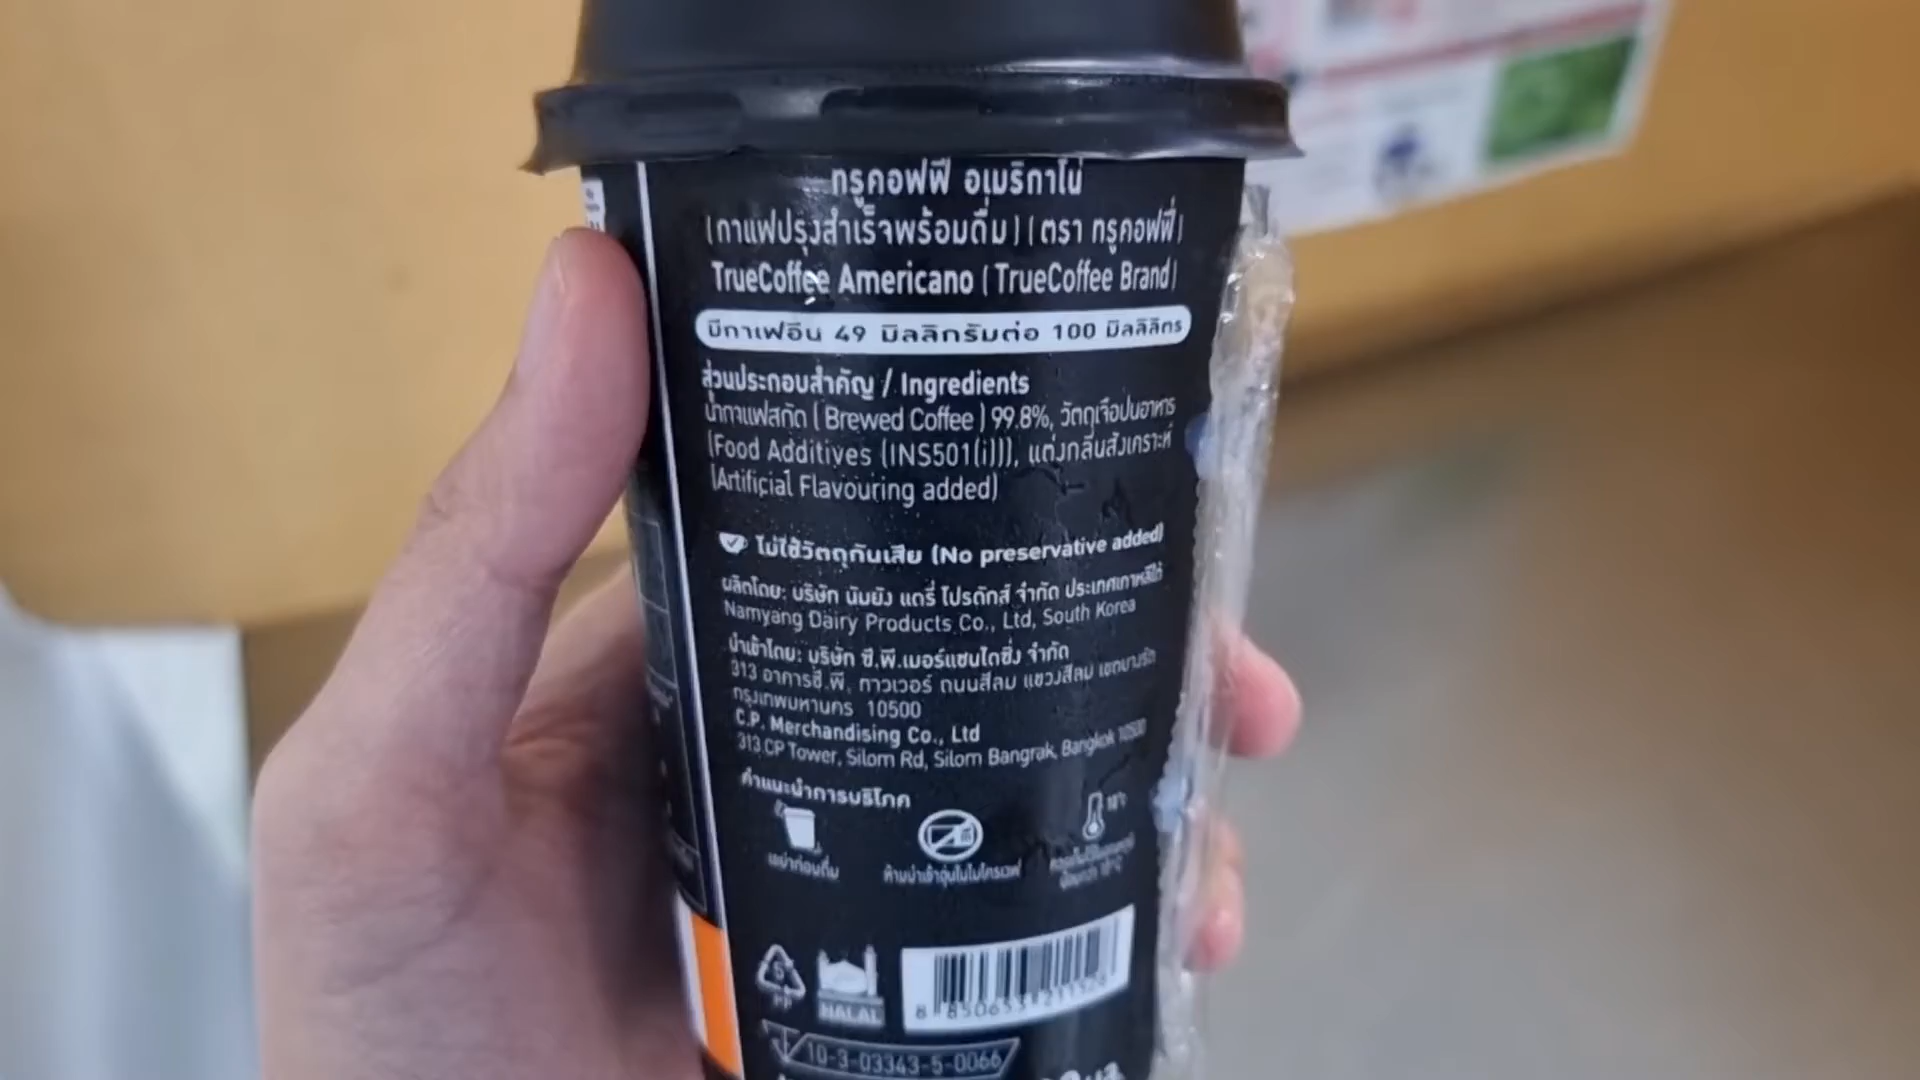 ทรูคอฟฟี่ อเมริกาโน่
(กาแฟปรุงสำเร็จพร้อมดื่ม) (ตรา ทรูคอฟฟี่)
TrueCoffee Americano (TrueCoffee Brand)
มีกาเฟอีน 49 มิลลิกรัมต่อ 100 มิลลิลิตร
ส่วนประกอบสำคัญ / Ingredients
น้ำกาแฟสกัด (Brewed Coffee) 99.8%, วัตถุเจือปนอาหาร
(Food Additives (INS501(i))), แต่งกลิ่นสังเคราะห์
(Artificial Flavouring added)
ไม่ใช้วัตถุกันเสีย (No preservative added)
ผลิตโดย: บริษัท นัมยัง แดรี่ โปรดักส์ จำกัด ประเทศเกาหลีใต้
Namyang Dairy Products Co., Ltd, South Korea
นำเข้าโดย: บริษัท ซี.พี.เมอร์แชนไดซิ่ง จำกัด
313 อาคารซี.พี. ทาวเวอร์ ถนนสีลม แขวงสีลม เขตบางรัก
กรุงเทพมหานคร 10500
C.P. Merchandising Co., Ltd
313 CP Tower, Silom Rd, Silom Bangrak, Bangkok 10500
คำแนะนำการบริโภค
10°c
เขย่าก่อนดื่ม
ห้ามนำเข้าอุ่นในไมโครเวฟ
5
PP
HALAL
10-3-03343-5-0066